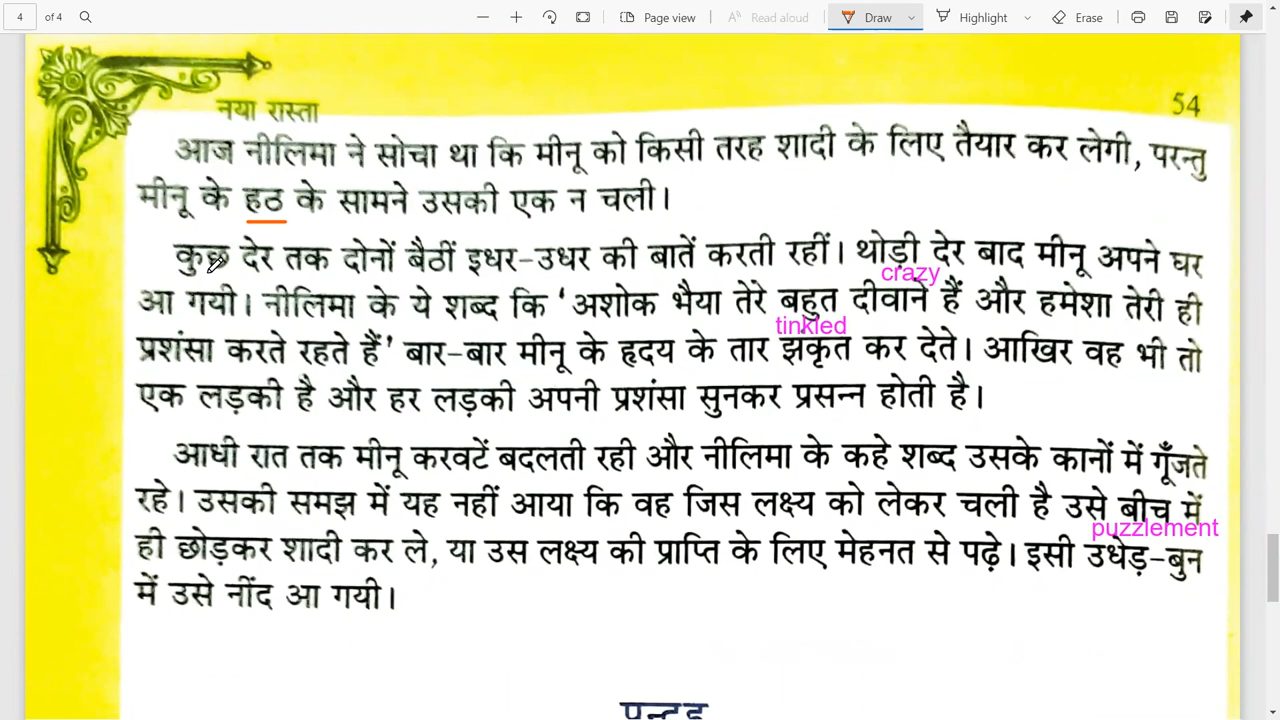 4 of 4 Page view Read aloud Draw Highlight Erase
नया रास्ता 54
आज नीलिमा ने सोचा था कि मीनू को किसी तरह शादी के लिए तैयार कर लेगी, परन्तु
मीनू के हठ के सामने उसकी एक न चली।
कुछ देर तक दोनों बैठीं इधर-उधर की बातें करती रहीं। थोड़ी देर बाद मीनू अपने घर
crazy
आ गयी। नीलिमा के ये शब्द कि ‘अशोक भैया तेरे बहुत दीवाने हैं और हमेशा तेरी ही
tinkled
प्रशंसा करते रहते हैं’ बार-बार मीनू के हृदय के तार झंकृत कर देते। आखिर वह भी तो
एक लड़की है और हर लड़की अपनी प्रशंसा सुनकर प्रसन्न होती है।
आधी रात तक मीनू करवटें बदलती रही और नीलिमा के कहे शब्द उसके कानों में गूँजते
रहे। उसकी समझ में यह नहीं आया कि वह जिस लक्ष्य को लेकर चली है उसे बीच में
puzzlement
ही छोड़कर शादी कर ले, या उस लक्ष्य की प्राप्ति के लिए मेहनत से पढ़े। इसी उधेड़-बुन
में उसे नींद आ गयी।